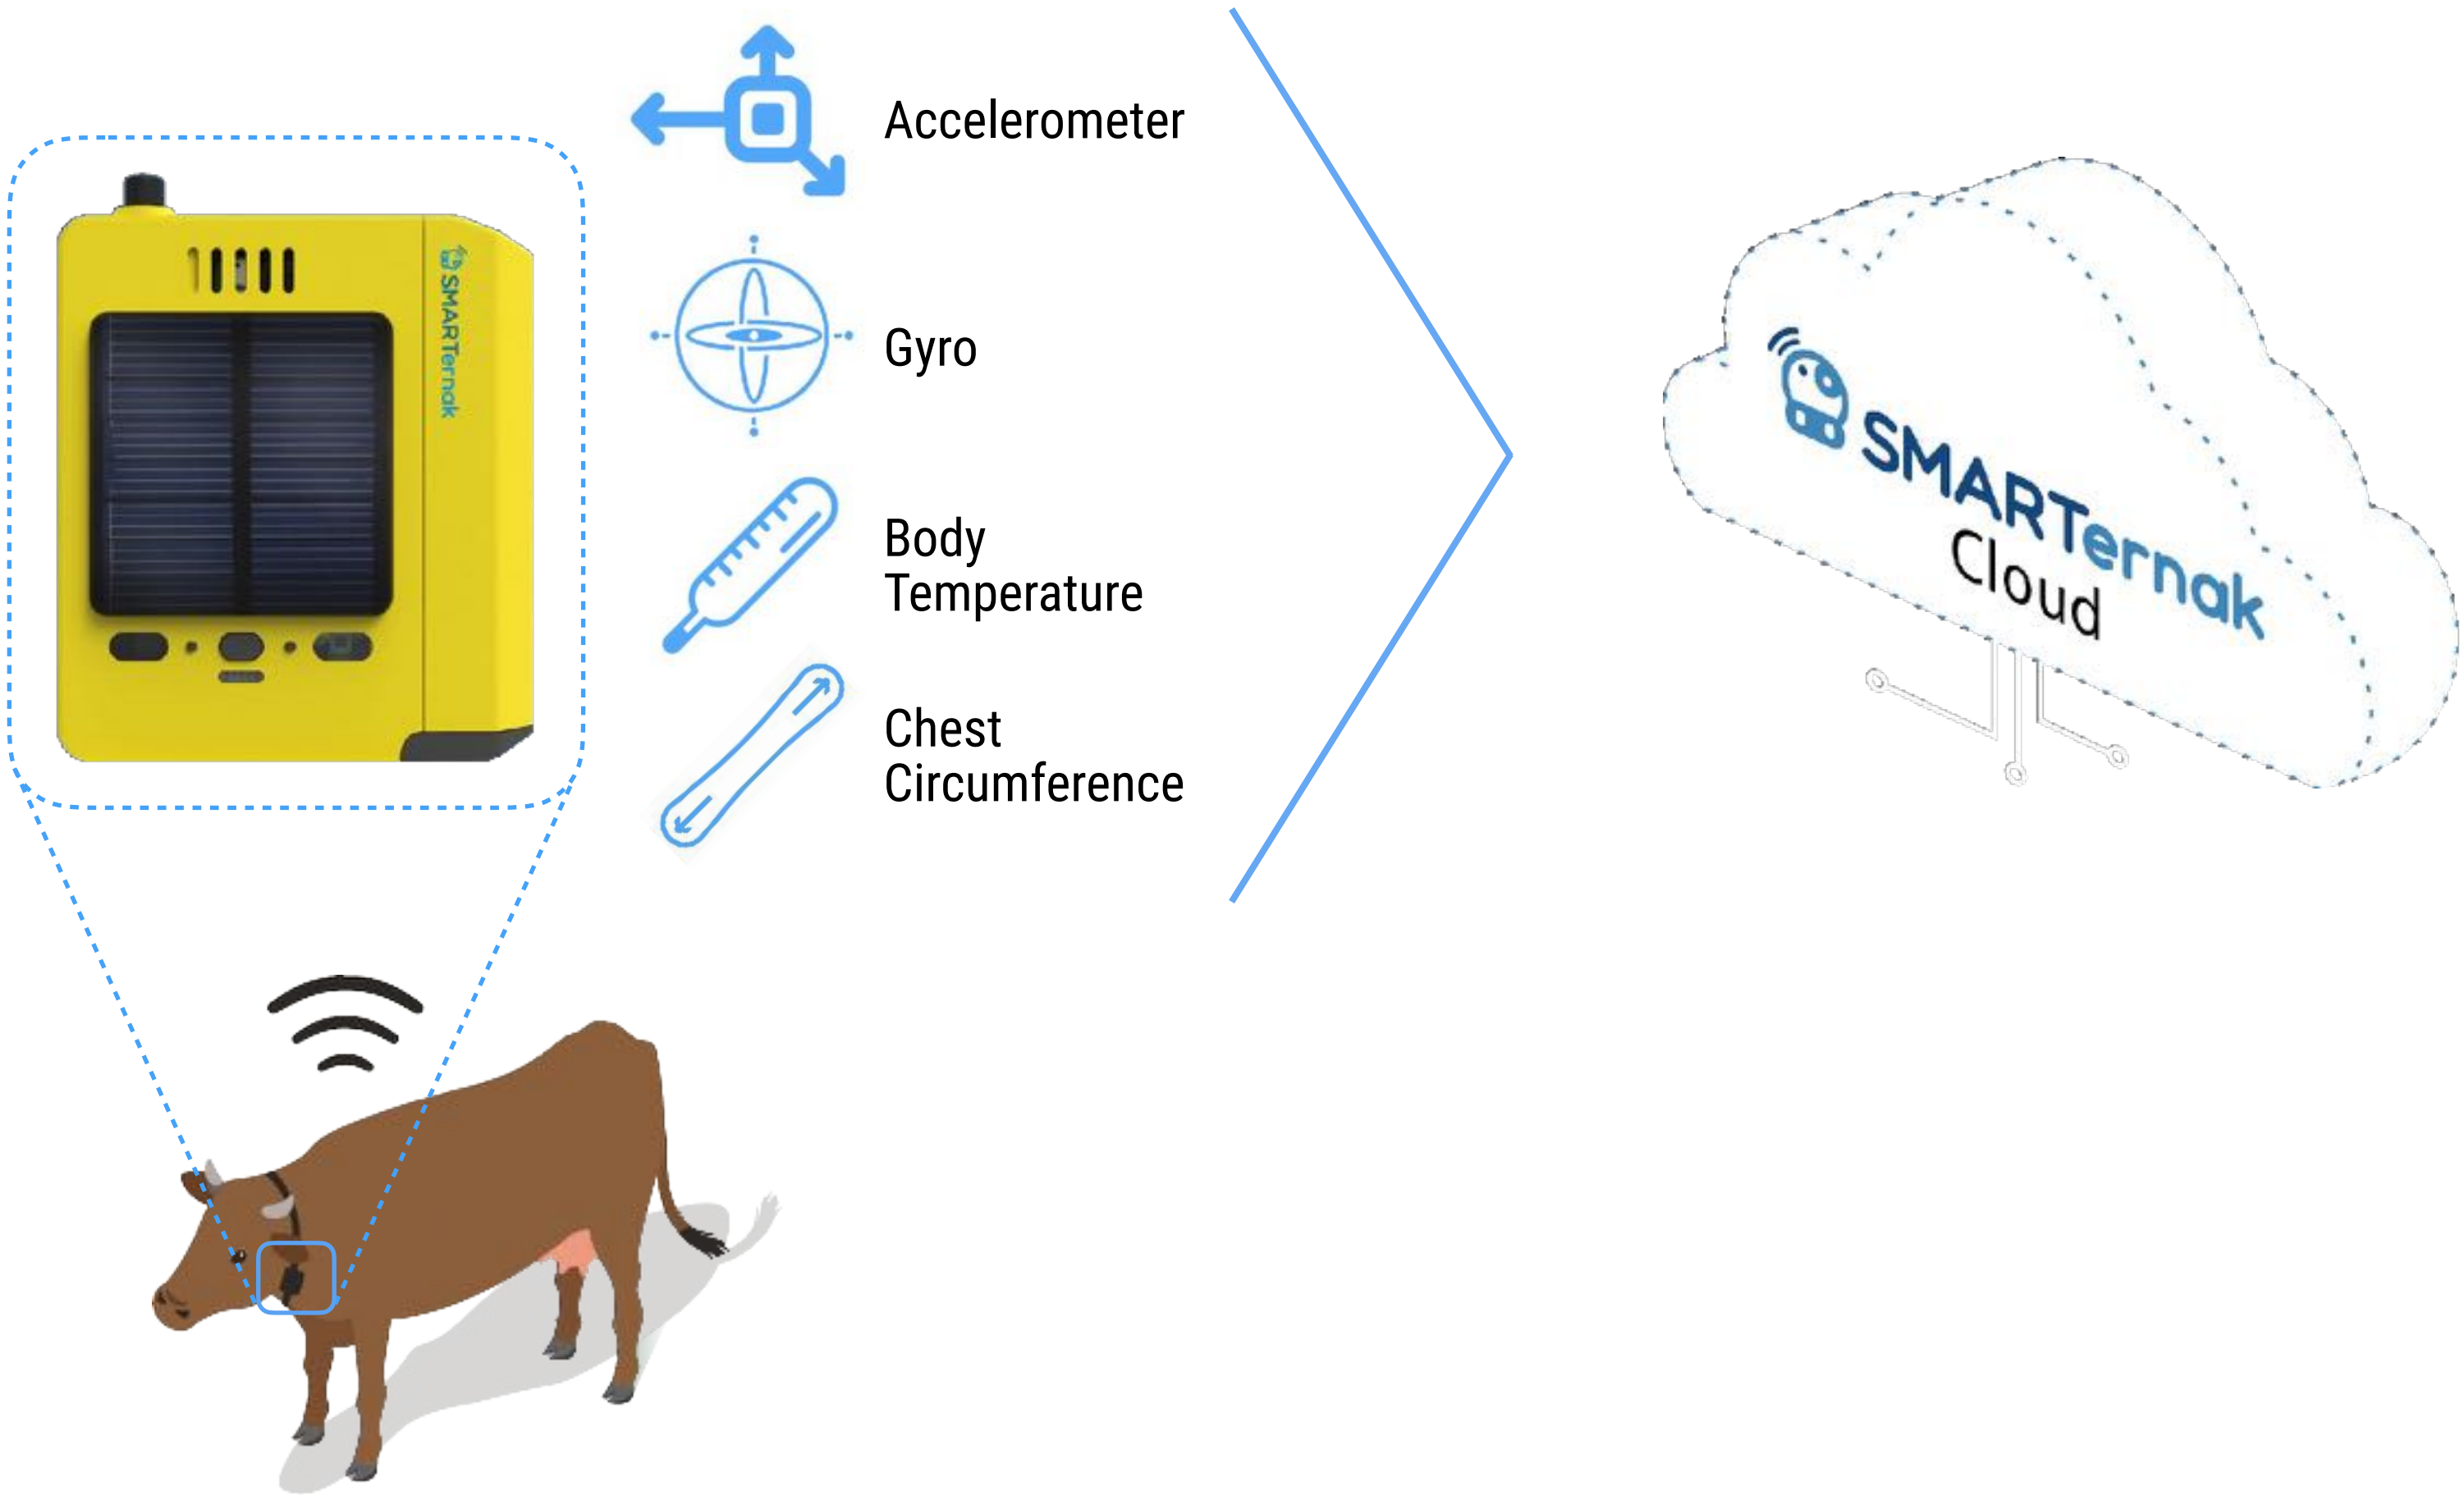 SMARTernak
Accelerometer
Gyro
Body
Temperature
Chest
Circumference
SMARTernak
Cloud